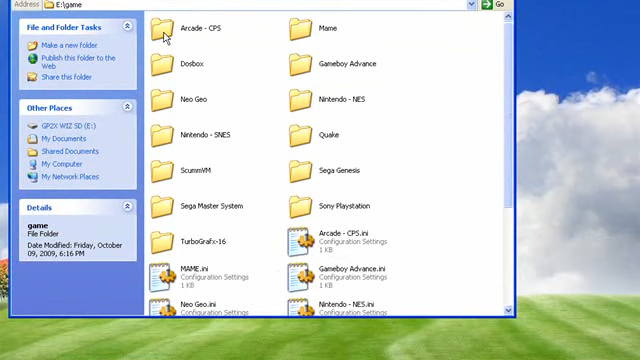 Address E:\game Go
File and Folder Tasks
Make a new folder
Publish this folder to the
Web
Share this folder
Other Places
GP2X WIZ SD (E:)
My Documents
Shared Documents
My Computer
My Network Places
Details
game
File Folder
Date Modified: Friday, October
09, 2009, 6:16 PM
Arcade - CPS
Mame
Dosbox
Gameboy Advance
Neo Geo
Nintendo - NES
Nintendo - SNES
Quake
ScummVM
Sega Genesis
Sega Master System
Sony Playstation
TurboGrafx-16
Arcade - CPS.ini
Configuration Settings
1 KB
MAME.ini
Configuration Settings
1 KB
Gameboy Advance.ini
Configuration Settings
1 KB
Neo Geo.ini
Configuration Settings
Nintendo - NES.ini
Configuration Settings